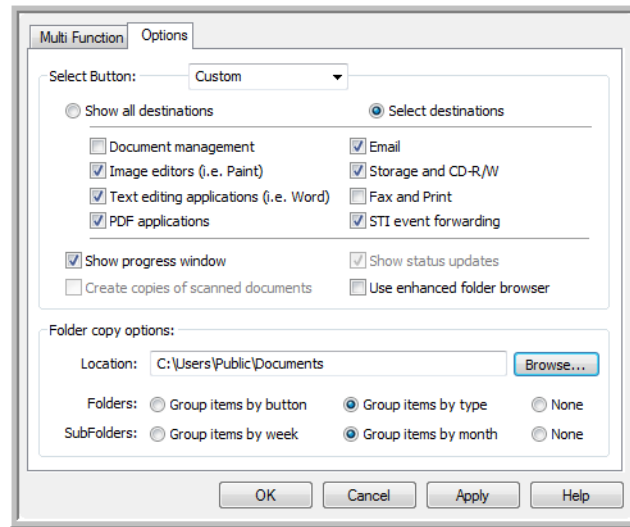 Multi Function Options
Select Button: Custom
Show all destinations Select destinations
Document management Email
Image editors (i.e. Paint) Storage and CD-R/W
Text editing applications (i.e. Word) Fax and Print
PDF applications STI event forwarding
Show progress window Show status updates
Create copies of scanned documents Use enhanced folder browser
Folder copy options:
Location: C:\Users\Public\Documents Browse...
Folders: Group items by button Group items by type None
SubFolders: Group items by week Group items by month None
OK Cancel Apply Help